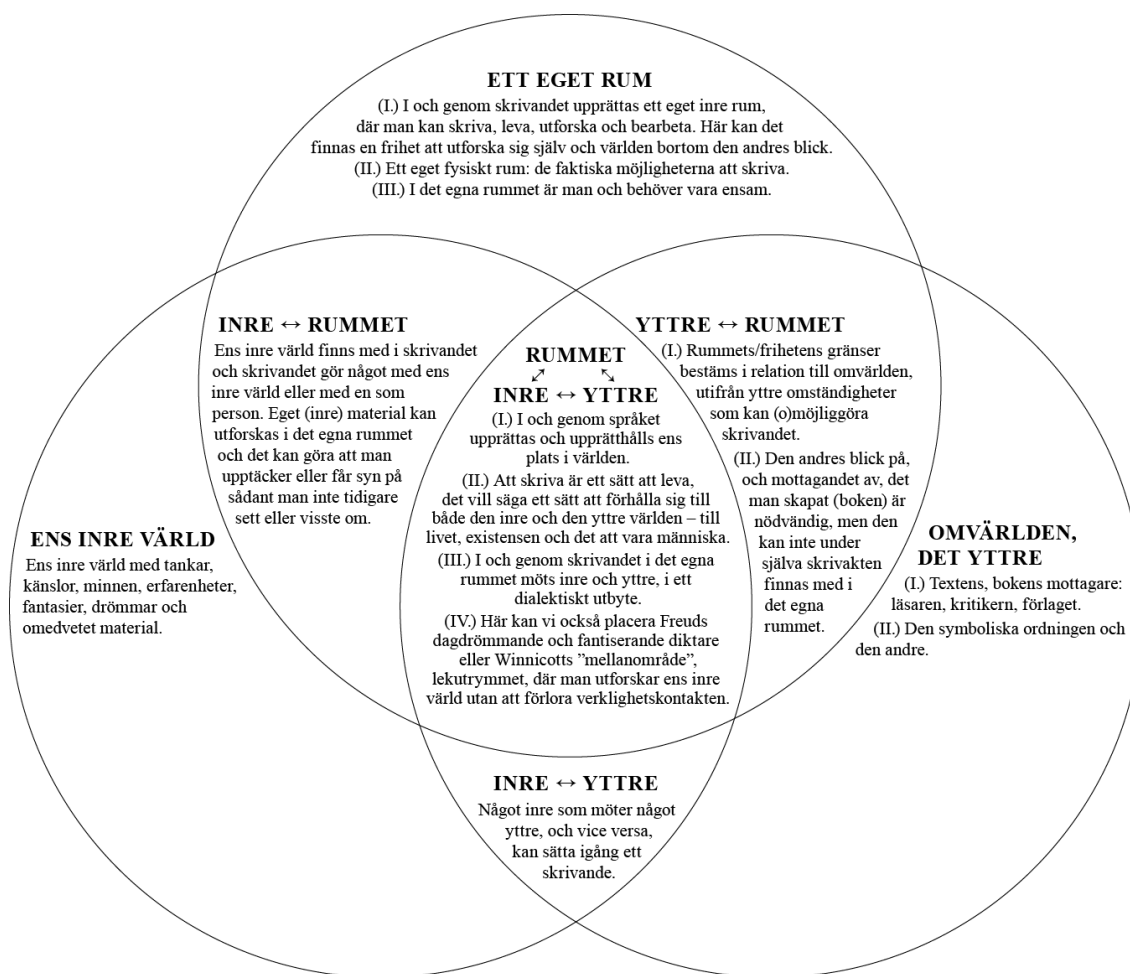 ETT EGET RUM
(I.) I och genom skrivandet upprättas ett eget inre rum,
där man kan skriva, leva, utforska och bearbeta. Här kan det
finnas en frihet att utforska sig själv och världen bortom den andres blick.
(II.) Ett eget fysiskt rum: de faktiska möjligheterna att skriva.
(III.) I det egna rummet är man och behöver vara ensam.
INRE ↔ RUMMET
Ens inre värld finns med i skrivandet
och skrivandet gör något med ens
inre värld eller med en som
person. Eget (inre) material kan
utforskas i det egna rummet
och det kan göra att man
upptäcker eller får syn på
sådant man inte tidigare
sett eller visste om.
RUMMET
⤢ ⤡
INRE ↔ YTTRE
(I.) I och genom språket
upprättas och upprätthålls ens
plats i världen.
(II.) Att skriva är ett sätt att leva,
det vill säga ett sätt att förhålla sig till
både den inre och den yttre världen – till
livet, existensen och det att vara människa.
(III.) I och genom skrivandet i det egna
rummet möts inre och yttre, i ett
dialektiskt utbyte.
(IV.) Här kan vi också placera Freuds
dagdrömmande och fantiserande diktare
eller Winnicotts ”mellanområde”,
lekutrymmet, där man utforskar ens inre
värld utan att förlora verklighetskontakten.
YTTRE ↔ RUMMET
(I.) Rummets/frihetens gränser
bestäms i relation till omvärlden,
utifrån yttre omständigheter
som kan (o)möjliggöra
skrivandet.
(II.) Den andres blick på,
och mottagandet av, det
man skapat (boken) är
nödvändig, men den
kan inte under
själva skrivakten
finnas med i
det egna
rummet.
ENS INRE VÄRLD
Ens inre värld med tankar,
känslor, minnen, erfarenheter,
fantasier, drömmar och
omedvetet material.
OMVÄRLDEN,
DET YTTRE
(I.) Textens, bokens mottagare:
läsaren, kritikern, förlaget.
(II.) Den symboliska ordningen och
den andre.
INRE ↔ YTTRE
Något inre som möter något
yttre, och vice versa,
kan sätta igång ett
skrivande.